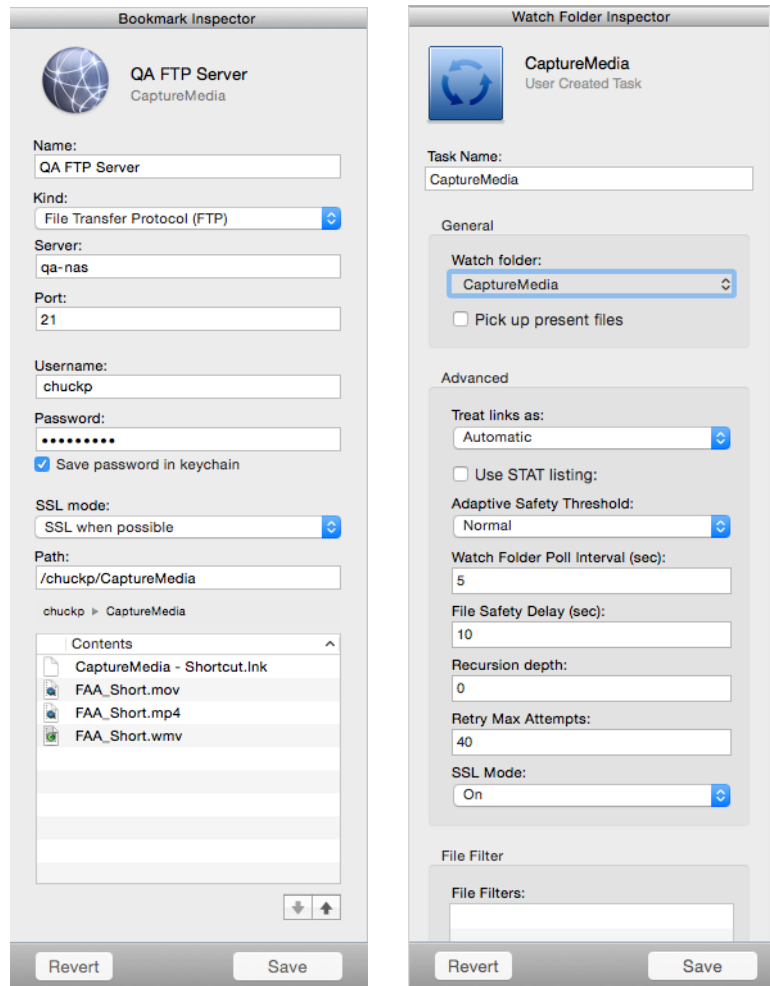 Bookmark Inspector
QA FTP Server
CaptureMedia
Name:
QA FTP Server
Kind:
File Transfer Protocol (FTP)
Server:
qa-nas
Port:
21
Username:
chuckp
Password:
•••••••••
Save password in keychain
SSL mode:
SSL when possible
Path:
/chuckp/CaptureMedia
chuckp ▸ CaptureMedia
Contents
CaptureMedia - Shortcut.lnk
FAA_Short.mov
FAA_Short.mp4
FAA_Short.wmv
Revert Save
Watch Folder Inspector
CaptureMedia
User Created Task
Task Name:
CaptureMedia
General
Watch folder:
CaptureMedia
Pick up present files
Advanced
Treat links as:
Automatic
Use STAT listing:
Adaptive Safety Threshold:
Normal
Watch Folder Poll Interval (sec):
5
File Safety Delay (sec):
10
Recursion depth:
0
Retry Max Attempts:
40
SSL Mode:
On
File Filter
File Filters:
Revert Save